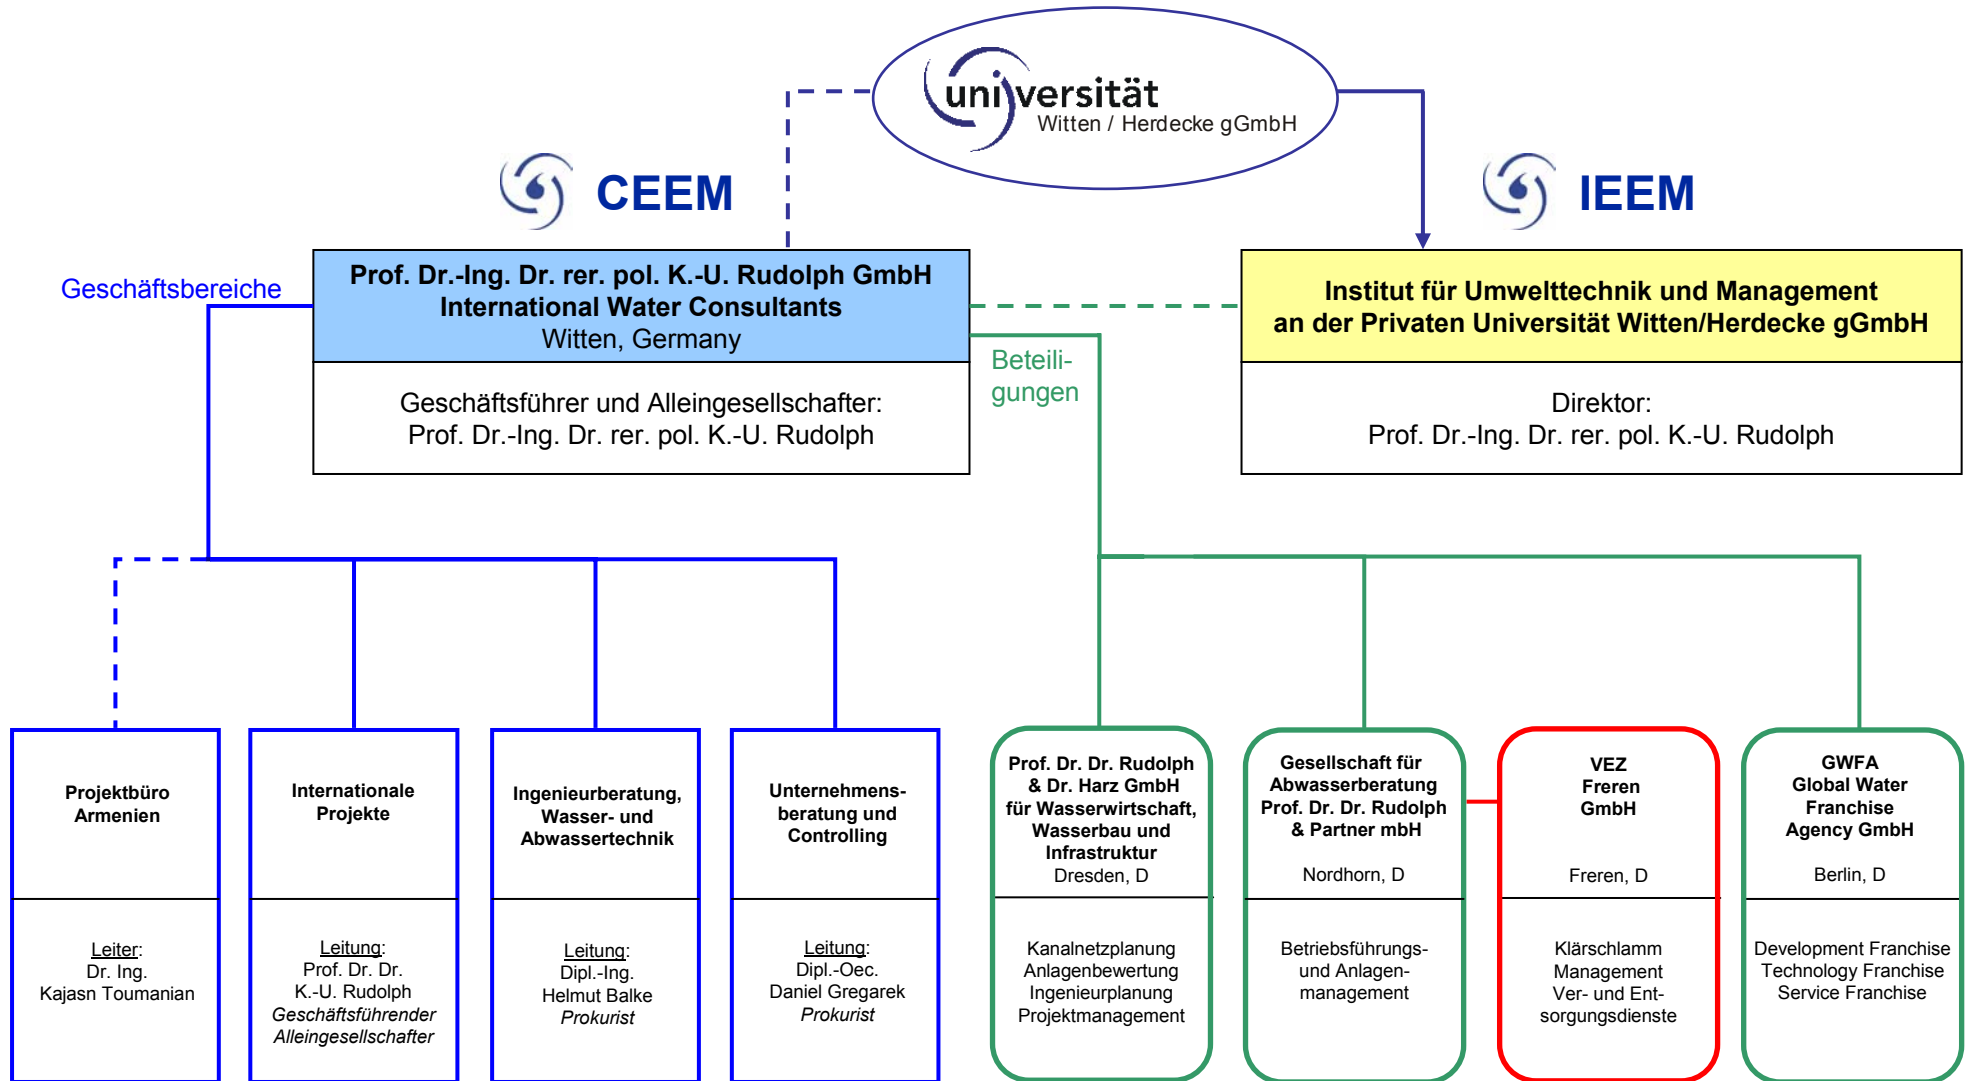 universität
Witten / Herdecke gGmbH
CEEM
IEEM
Geschäftsbereiche
Prof. Dr.-Ing. Dr. rer. pol. K.-U. Rudolph GmbH
International Water Consultants
Witten, Germany
Geschäftsführer und Alleingesellschafter:
Prof. Dr.-Ing. Dr. rer. pol. K.-U. Rudolph
Beteili-
gungen
Institut für Umwelttechnik und Management
an der Privaten Universität Witten/Herdecke gGmbH
Direktor:
Prof. Dr.-Ing. Dr. rer. pol. K.-U. Rudolph
Projektbüro
Armenien
Leiter:
Dr. Ing.
Kajasn Toumanian
Internationale
Projekte
Leitung:
Prof. Dr. Dr.
K.-U. Rudolph
Geschäftsführender
Alleingesellschafter
Ingenieurberatung,
Wasser- und
Abwassertechnik
Leitung:
Dipl.-Ing.
Helmut Balke
Prokurist
Unternehmens-
beratung und
Controlling
Leitung:
Dipl.-Oec.
Daniel Gregarek
Prokurist
Prof. Dr. Dr. Rudolph
& Dr. Harz GmbH
für Wasserwirtschaft,
Wasserbau und
Infrastruktur
Dresden, D
Kanalnetzplanung
Anlagenbewertung
Ingenieurplanung
Projektmanagement
Gesellschaft für
Abwasserberatung
Prof. Dr. Dr. Rudolph
& Partner mbH
Nordhorn, D
Betriebsführungs-
und Anlagen-
management
VEZ
Freren
GmbH
Freren, D
Klärschlamm
Management
Ver- und Ent-
sorgungsdienste
GWFA
Global Water
Franchise
Agency GmbH
Berlin, D
Development Franchise
Technology Franchise
Service Franchise